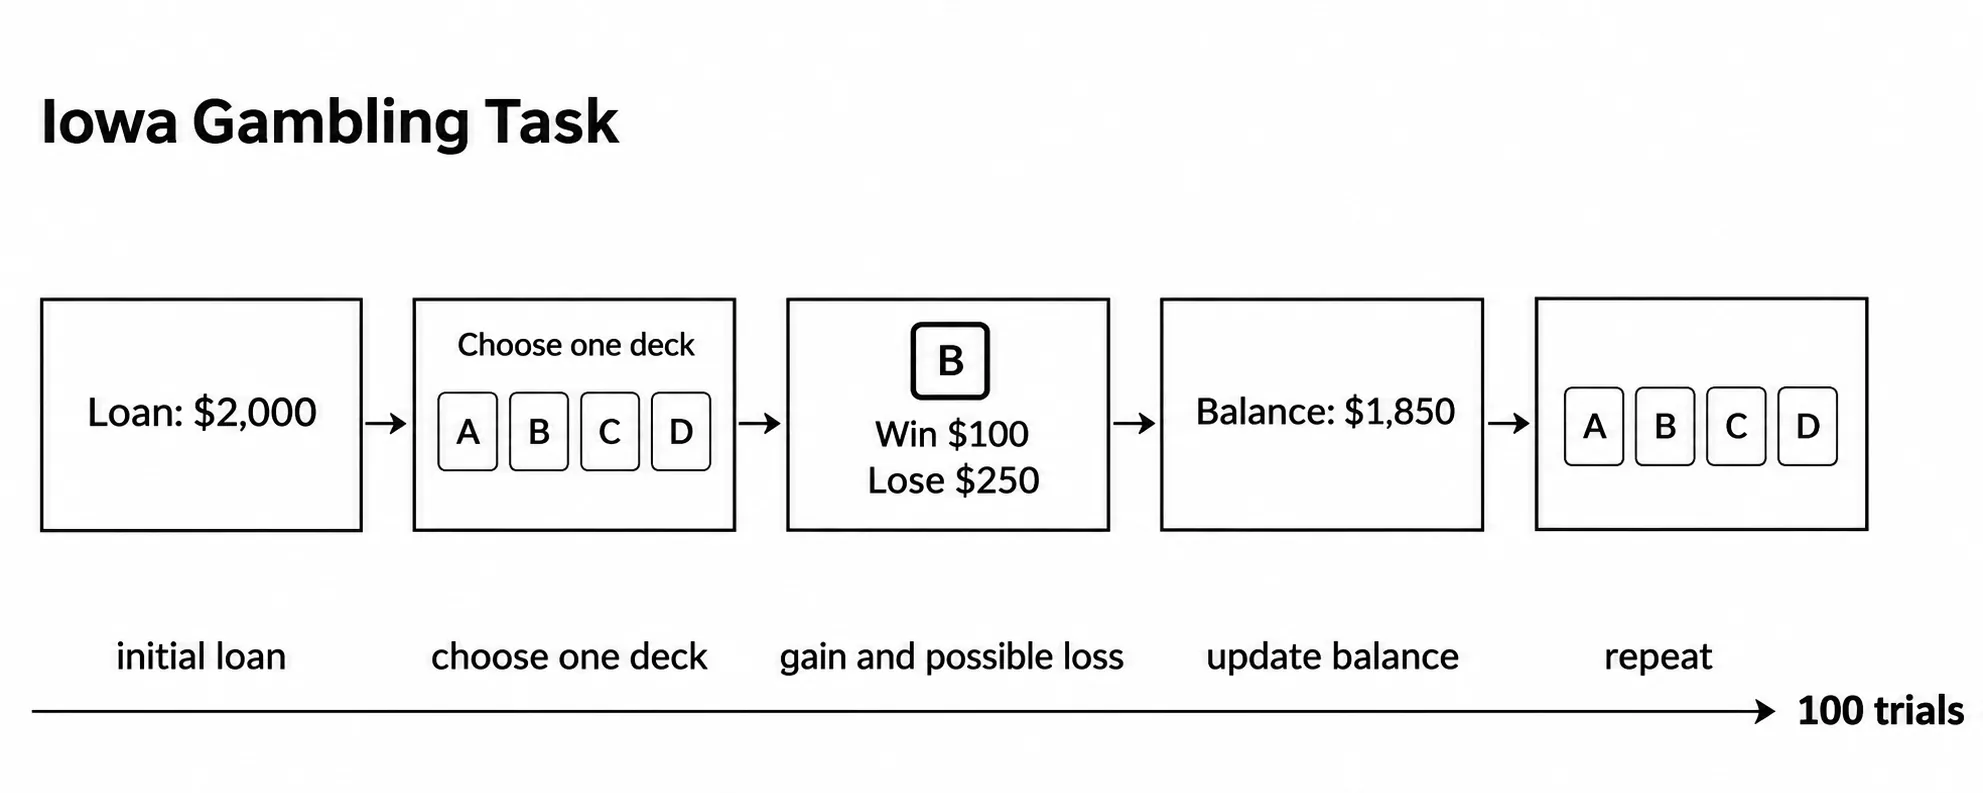 Iowa Gambling Task
Loan: $2,000
Choose one deck
A B C D
B
Win $100
Lose $250
Balance: $1,850
A B C D
initial loan
choose one deck
gain and possible loss
update balance
repeat
100 trials